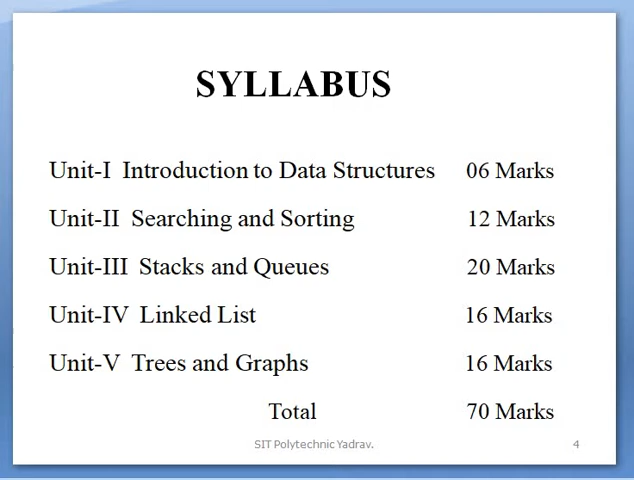 SYLLABUS
Unit-I Introduction to Data Structures 06 Marks
Unit-II Searching and Sorting 12 Marks
Unit-III Stacks and Queues 20 Marks
Unit-IV Linked List 16 Marks
Unit-V Trees and Graphs 16 Marks
Total 70 Marks
SIT Polytechnic Yadrav. 4